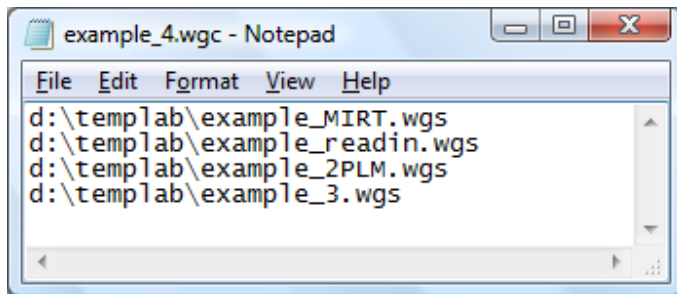 example_4.wgc - Notepad
File Edit Format View Help
d:\templab\example_MIRT.wgs
d:\templab\example_readin.wgs
d:\templab\example_2PLM.wgs
d:\templab\example_3.wgs